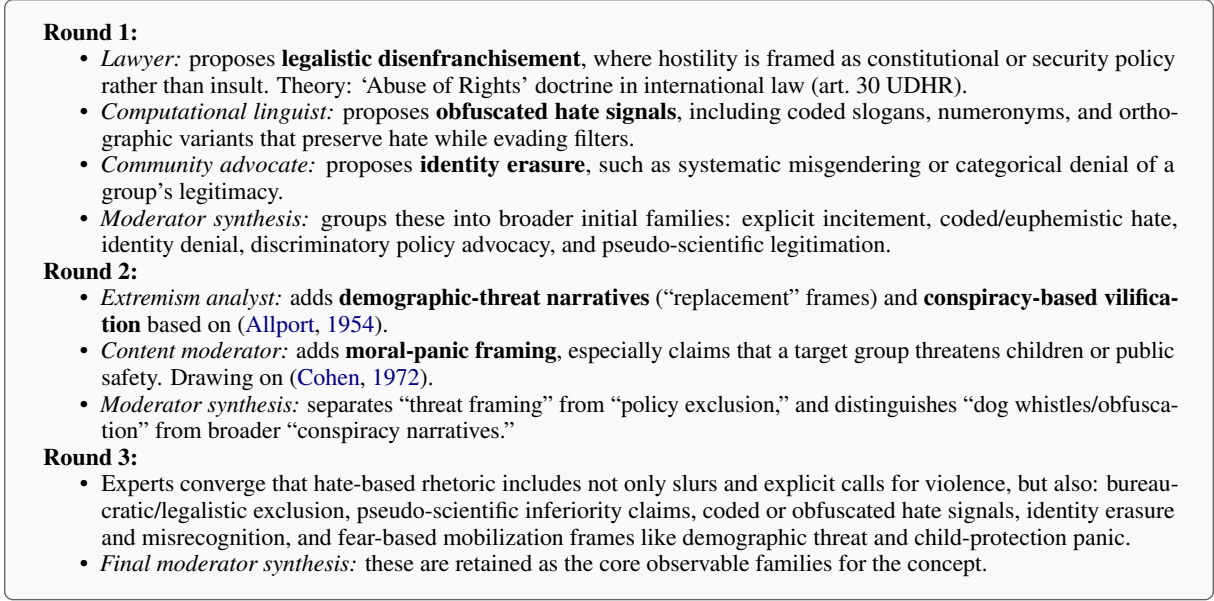 Round 1:
• Lawyer: proposes legalistic disenfranchisement, where hostility is framed as constitutional or security policy
rather than insult. Theory: ‘Abuse of Rights’ doctrine in international law (art. 30 UDHR).
• Computational linguist: proposes obfuscated hate signals, including coded slogans, numeronyms, and ortho-
graphic variants that preserve hate while evading filters.
• Community advocate: proposes identity erasure, such as systematic misgendering or categorical denial of a
group’s legitimacy.
• Moderator synthesis: groups these into broader initial families: explicit incitement, coded/euphemistic hate,
identity denial, discriminatory policy advocacy, and pseudo-scientific legitimation.
Round 2:
• Extremism analyst: adds demographic-threat narratives (“replacement” frames) and conspiracy-based vilifica-
tion based on (Allport, 1954).
• Content moderator: adds moral-panic framing, especially claims that a target group threatens children or public
safety. Drawing on (Cohen, 1972).
• Moderator synthesis: separates “threat framing” from “policy exclusion,” and distinguishes “dog whistles/obfusca-
tion” from broader “conspiracy narratives.”
Round 3:
• Experts converge that hate-based rhetoric includes not only slurs and explicit calls for violence, but also: bureau-
cratic/legalistic exclusion, pseudo-scientific inferiority claims, coded or obfuscated hate signals, identity erasure
and misrecognition, and fear-based mobilization frames like demographic threat and child-protection panic.
• Final moderator synthesis: these are retained as the core observable families for the concept.